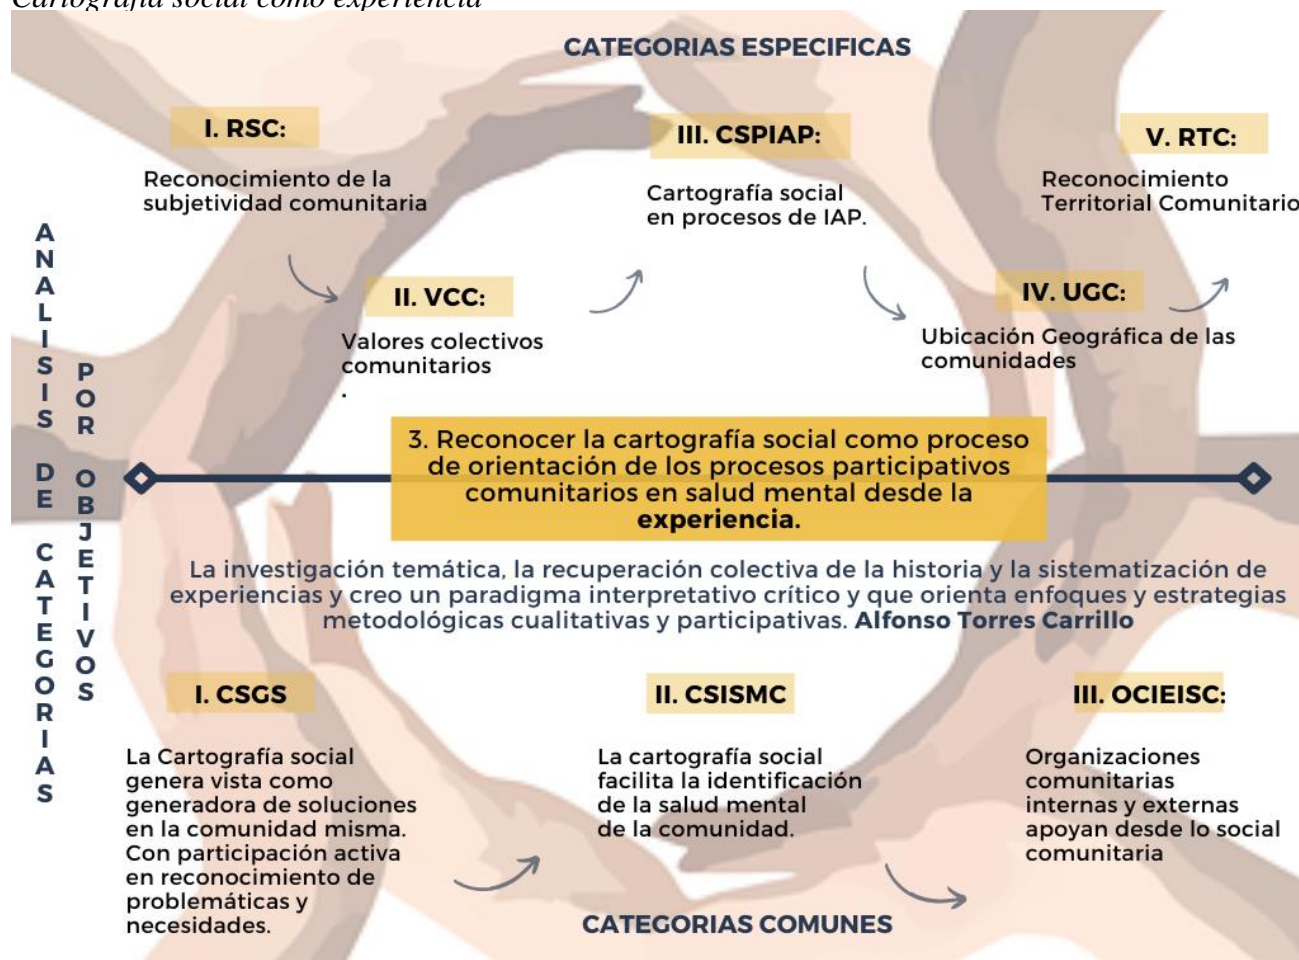 Cartografía social como experiencia
CATEGORIAS ESPECIFICAS
I. RSC:
Reconocimiento de la
subjetividad comunitaria
II. VCC:
Valores colectivos
comunitarios
.
III. CSPIAP:
Cartografía social
en procesos de IAP.
IV. UGC:
Ubicación Geográfica de las
comunidades
V. RTC:
Reconocimiento
Territorial Comunitario
ANALISIS DE CATEGORIAS
POR OBJETIVOS
3. Reconocer la cartografía social como proceso
de orientación de los procesos participativos
comunitarios en salud mental desde la
experiencia.
La investigación temática, la recuperación colectiva de la historia y la sistematización de
experiencias y creo un paradigma interpretativo crítico y que orienta enfoques y estrategias
metodológicas cualitativas y participativas. Alfonso Torres Carrillo
I. CSGS
La Cartografía social
genera vista como
generadora de soluciones
en la comunidad misma.
Con participación activa
en reconocimiento de
problemáticas y
necesidades.
II. CSISMC
La cartografía social
facilita la identificación
de la salud mental
de la comunidad.
III. OCIEISC:
Organizaciones
comunitarias
internas y externas
apoyan desde lo social
comunitaria
CATEGORIAS COMUNES